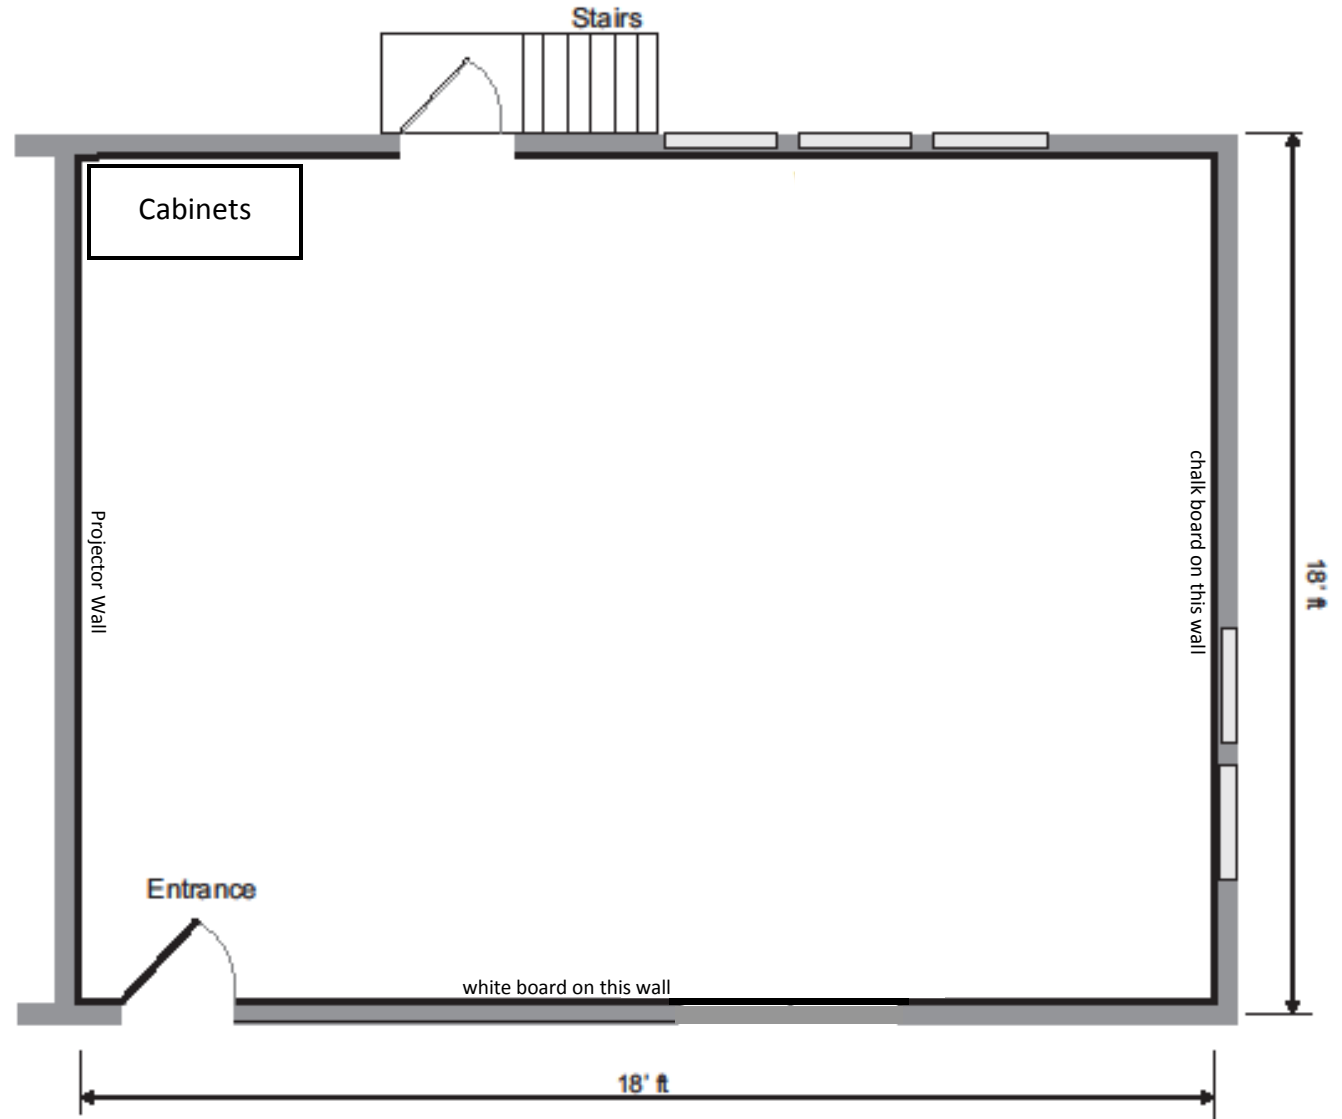 Stairs
Cabinets
Projector Wall
chalk board on this wall
18' ft
Entrance
white board on this wall
18' ft